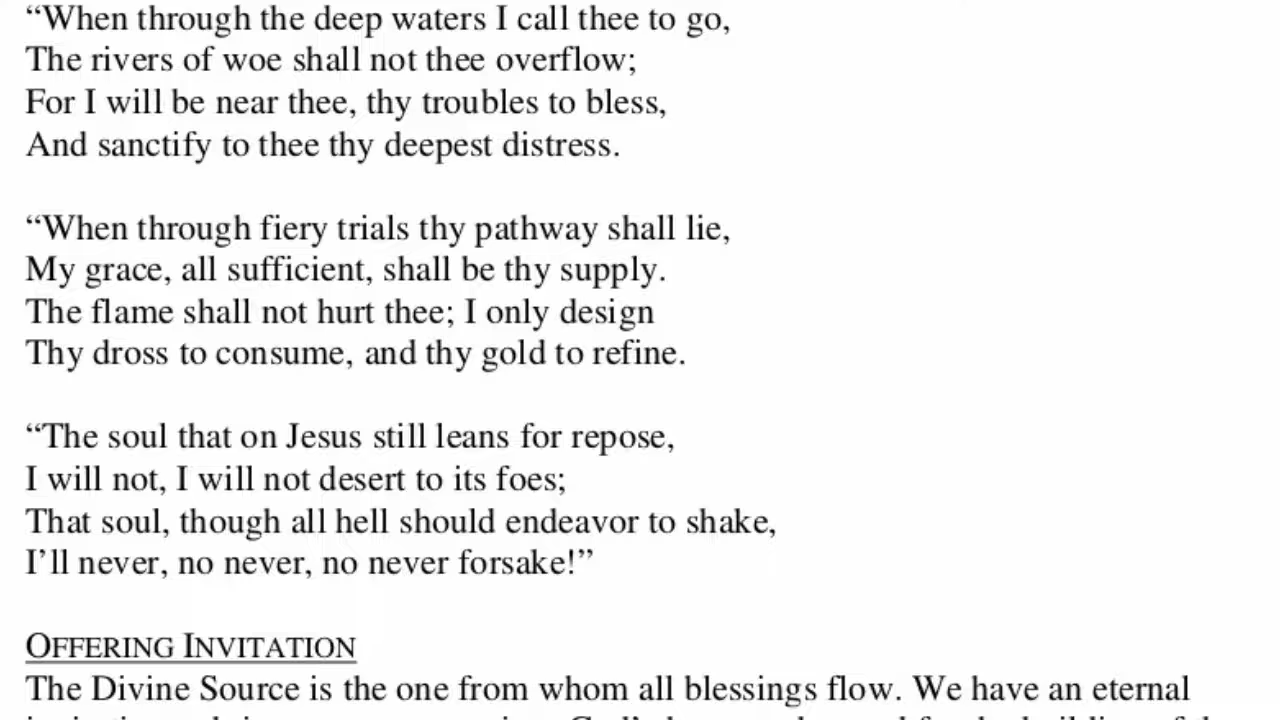 “When through the deep waters I call thee to go,
The rivers of woe shall not thee overflow;
For I will be near thee, thy troubles to bless,
And sanctify to thee thy deepest distress.
“When through fiery trials thy pathway shall lie,
My grace, all sufficient, shall be thy supply.
The flame shall not hurt thee; I only design
Thy dross to consume, and thy gold to refine.
“The soul that on Jesus still leans for repose,
I will not, I will not desert to its foes;
That soul, though all hell should endeavor to shake,
I’ll never, no never, no never forsake!”
OFFERING INVITATION
The Divine Source is the one from whom all blessings flow. We have an eternal